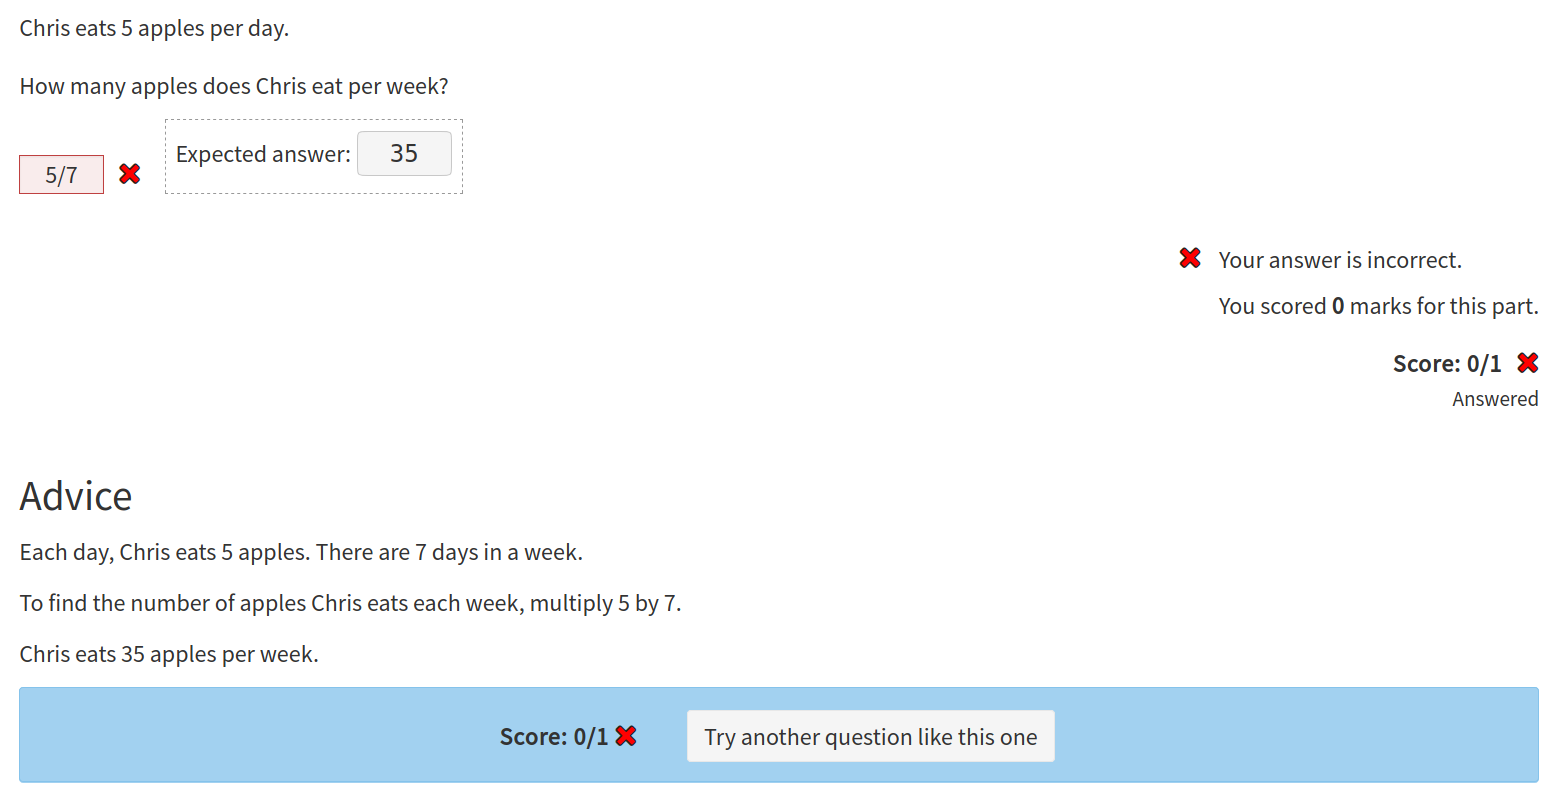 Chris eats 5 apples per day.
How many apples does Chris eat per week?
5/7
Expected answer: 35
Your answer is incorrect.
You scored 0 marks for this part.
Score: 0/1
Answered
Advice
Each day, Chris eats 5 apples. There are 7 days in a week.
To find the number of apples Chris eats each week, multiply 5 by 7.
Chris eats 35 apples per week.
Score: 0/1 Try another question like this one